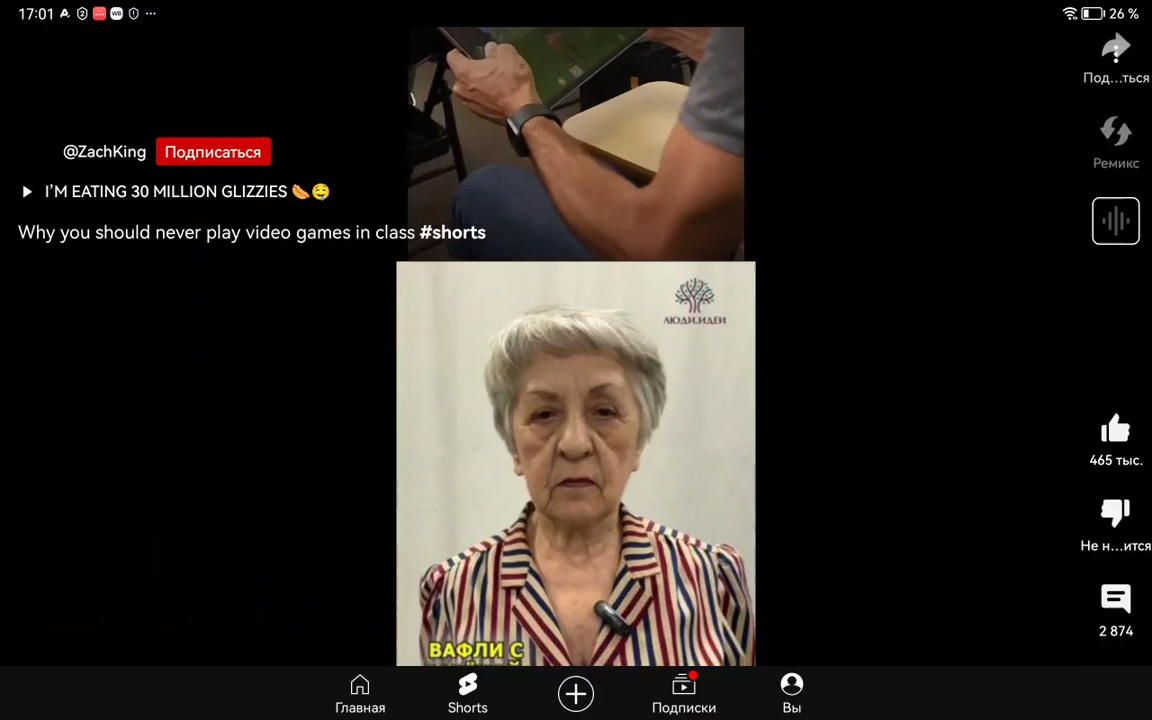 17:01
26 %
Под...ться
@ZachKing
Подписаться
Ремикс
I'M EATING 30 MILLION GLIZZIES 🌭🤤
Why you should never play video games in class #shorts
ЛЮДИ.ИДЕИ
465 тыс.
Не н...ится
2 874
ВАФЛИ С
Главная
Shorts
Подписки
Вы